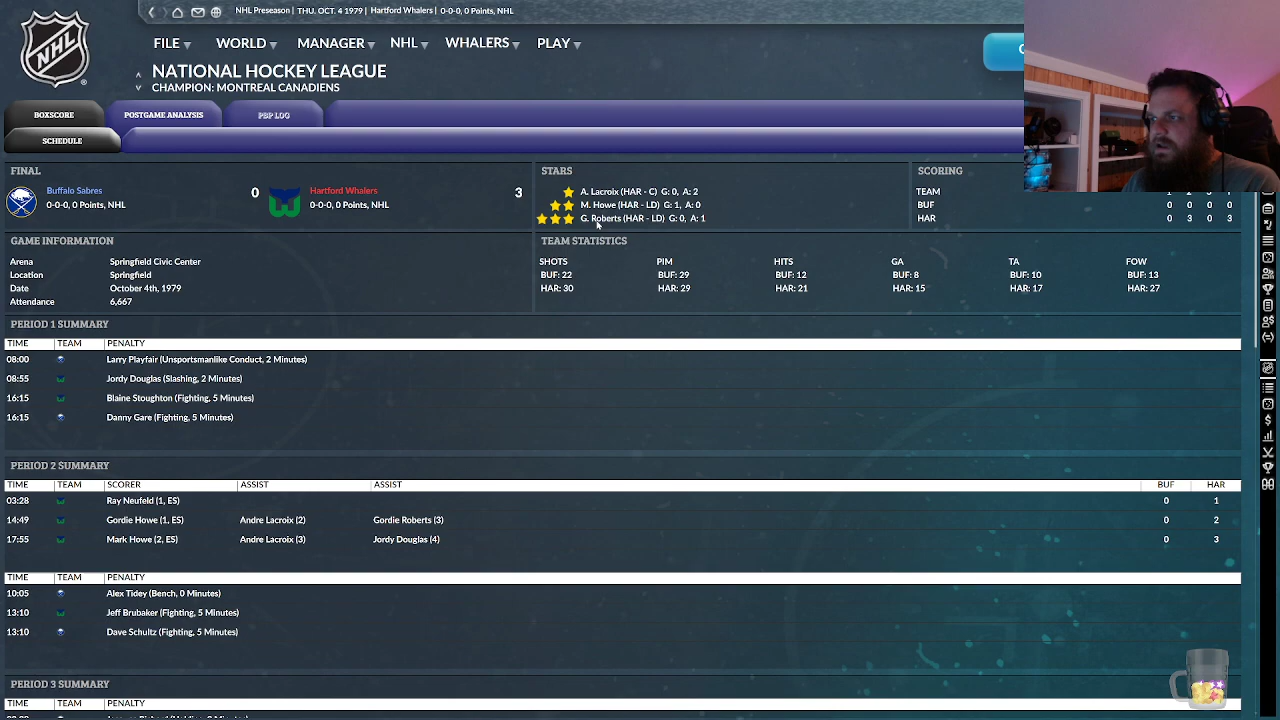 NHL Preseason | THU. OCT. 4 1979 | Hartford Whalers | 0-0-0, 0 Points, NHL
NHL
FILE WORLD MANAGER NHL WHALERS PLAY
NATIONAL HOCKEY LEAGUE
CHAMPION: MONTREAL CANADIENS
BOXSCORE POSTGAME ANALYSIS PBP LOG
SCHEDULE
FINAL
Buffalo Sabres 0
0-0-0, 0 Points, NHL
Hartford Whalers 3
0-0-0, 0 Points, NHL
STARS
A. Lacroix (HAR - C) G: 0, A: 2
M. Howe (HAR - LD) G: 1, A: 0
G. Roberts (HAR - LD) G: 0, A: 1
SCORING
TEAM
BUF 0 0 0 0
HAR 0 3 0 3
GAME INFORMATION
Arena Springfield Civic Center
Location Springfield
Date October 4th, 1979
Attendance 6,667
TEAM STATISTICS
SHOTS PIM HITS GA TA FOW
BUF: 22 BUF: 29 BUF: 12 BUF: 8 BUF: 10 BUF: 13
HAR: 30 HAR: 29 HAR: 21 HAR: 15 HAR: 17 HAR: 27
PERIOD 1 SUMMARY
TIME TEAM PENALTY
08:00 Larry Playfair (Unsportsmanlike Conduct, 2 Minutes)
08:55 Jordy Douglas (Slashing, 2 Minutes)
16:15 Blaine Stoughton (Fighting, 5 Minutes)
16:15 Danny Gare (Fighting, 5 Minutes)
PERIOD 2 SUMMARY
TIME TEAM SCORER ASSIST ASSIST BUF HAR
03:28 Ray Neufeld (1, ES) 0 1
14:49 Gordie Howe (1, ES) Andre Lacroix (2) Gordie Roberts (3) 0 2
17:55 Mark Howe (2, ES) Andre Lacroix (3) Jordy Douglas (4) 0 3
TIME TEAM PENALTY
10:05 Alex Tidey (Bench, 0 Minutes)
13:10 Jeff Brubaker (Fighting, 5 Minutes)
13:10 Dave Schultz (Fighting, 5 Minutes)
PERIOD 3 SUMMARY
TIME TEAM PENALTY